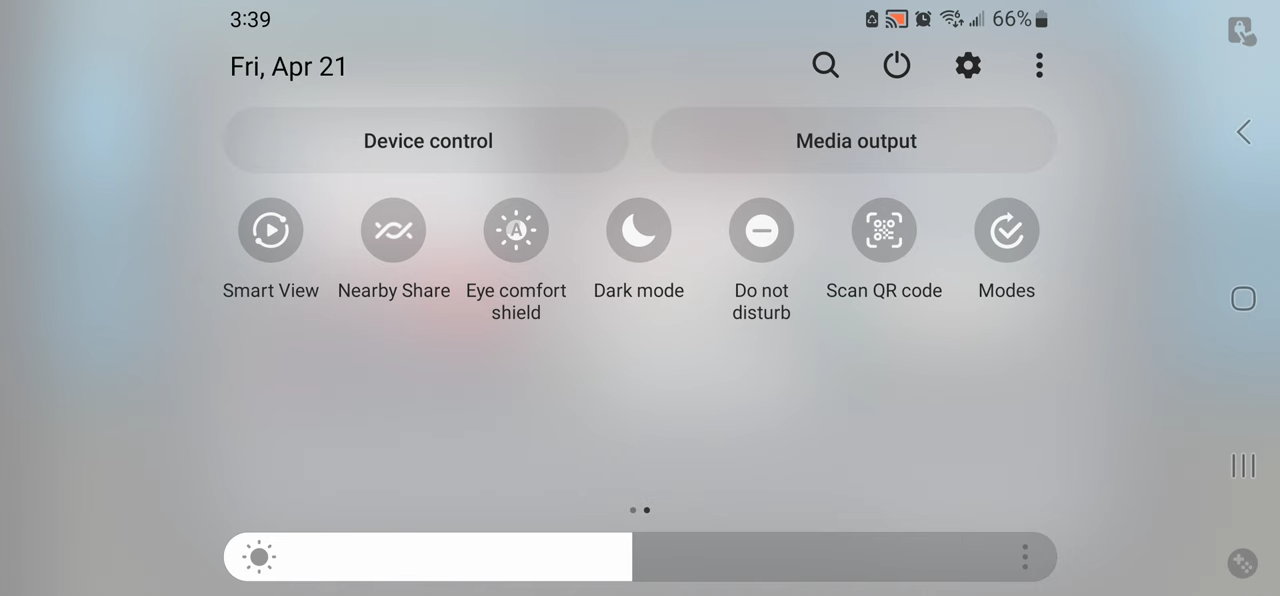 3:39
66%
Fri, Apr 21
Device control
Media output
Smart View
Nearby Share
Eye comfort
shield
Dark mode
Do not
disturb
Scan QR code
Modes